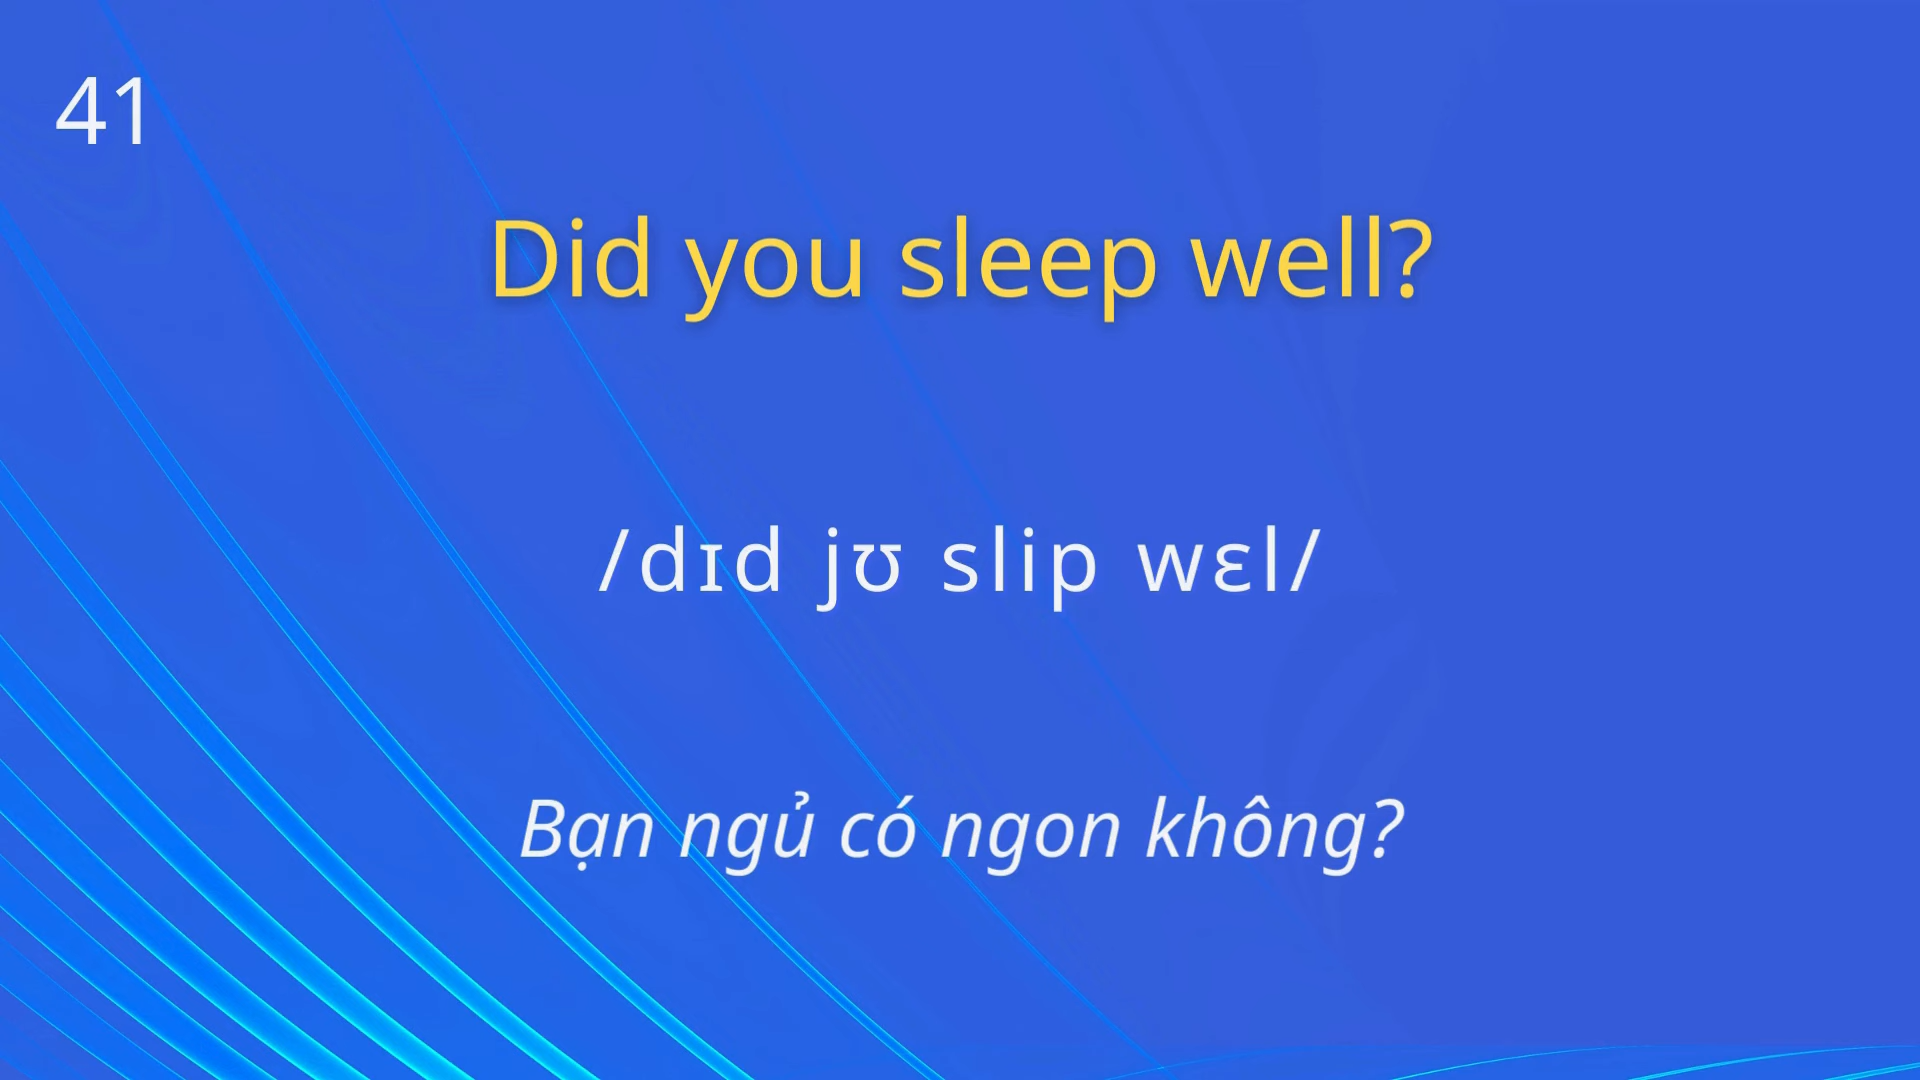 41
Did you sleep well?
/dɪd jʊ slip wɛl/
Bạn ngủ có ngon không?